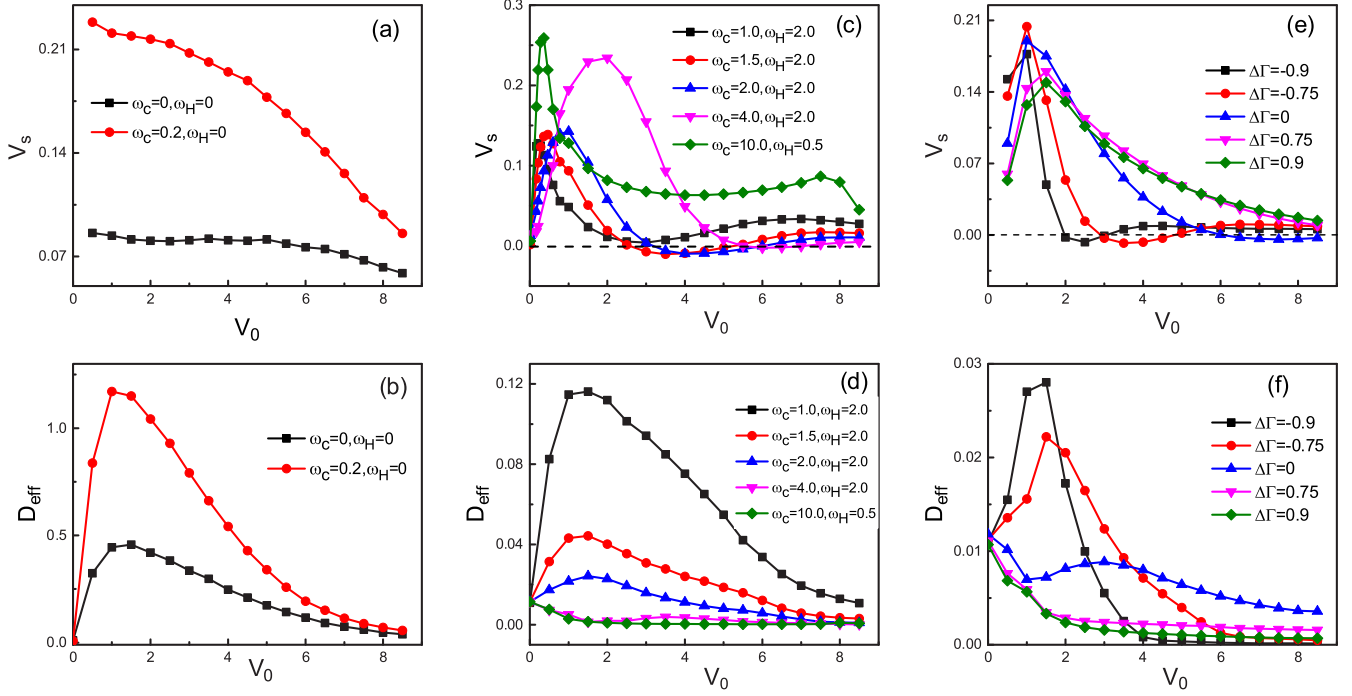 (a)
0.21
0.14
0.07
V_s
ω_c=0,ω_H=0
ω_c=0.2,ω_H=0
0 2 4 6 8
V_0
(c)
0.3
0.2
0.1
0.0
V_s
ω_c=1.0,ω_H=2.0
ω_c=1.5,ω_H=2.0
ω_c=2.0,ω_H=2.0
ω_c=4.0,ω_H=2.0
ω_c=10.0,ω_H=0.5
0 2 4 6 8
V_0
(e)
0.21
0.14
0.07
0.00
V_s
ΔΓ=-0.9
ΔΓ=-0.75
ΔΓ=0
ΔΓ=0.75
ΔΓ=0.9
0 2 4 6 8
V_0
(b)
1.0
0.5
0.0
D_eff
ω_c=0,ω_H=0
ω_c=0.2,ω_H=0
0 2 4 6 8
V_0
(d)
0.12
0.08
0.04
0.00
D_eff
ω_c=1.0,ω_H=2.0
ω_c=1.5,ω_H=2.0
ω_c=2.0,ω_H=2.0
ω_c=4.0,ω_H=2.0
ω_c=10.0,ω_H=0.5
0 2 4 6 8
V_0
(f)
0.03
0.02
0.01
0.00
D_eff
ΔΓ=-0.9
ΔΓ=-0.75
ΔΓ=0
ΔΓ=0.75
ΔΓ=0.9
0 2 4 6 8
V_0